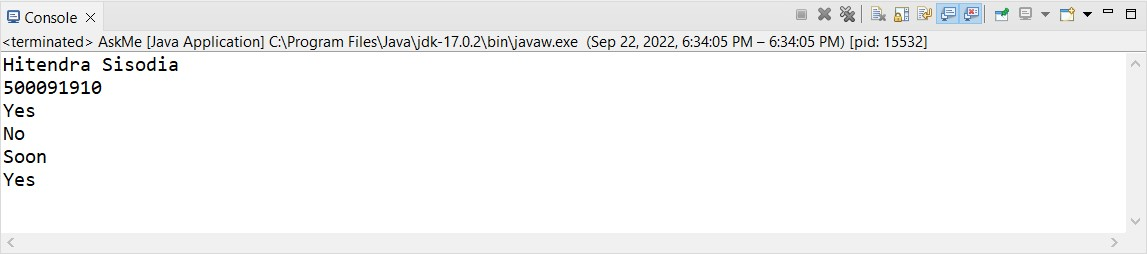 Console
<terminated> AskMe [Java Application] C:\Program Files\Java\jdk-17.0.2\bin\javaw.exe (Sep 22, 2022, 6:34:05 PM – 6:34:05 PM) [pid: 15532]
Hitendra Sisodia
500091910
Yes
No
Soon
Yes